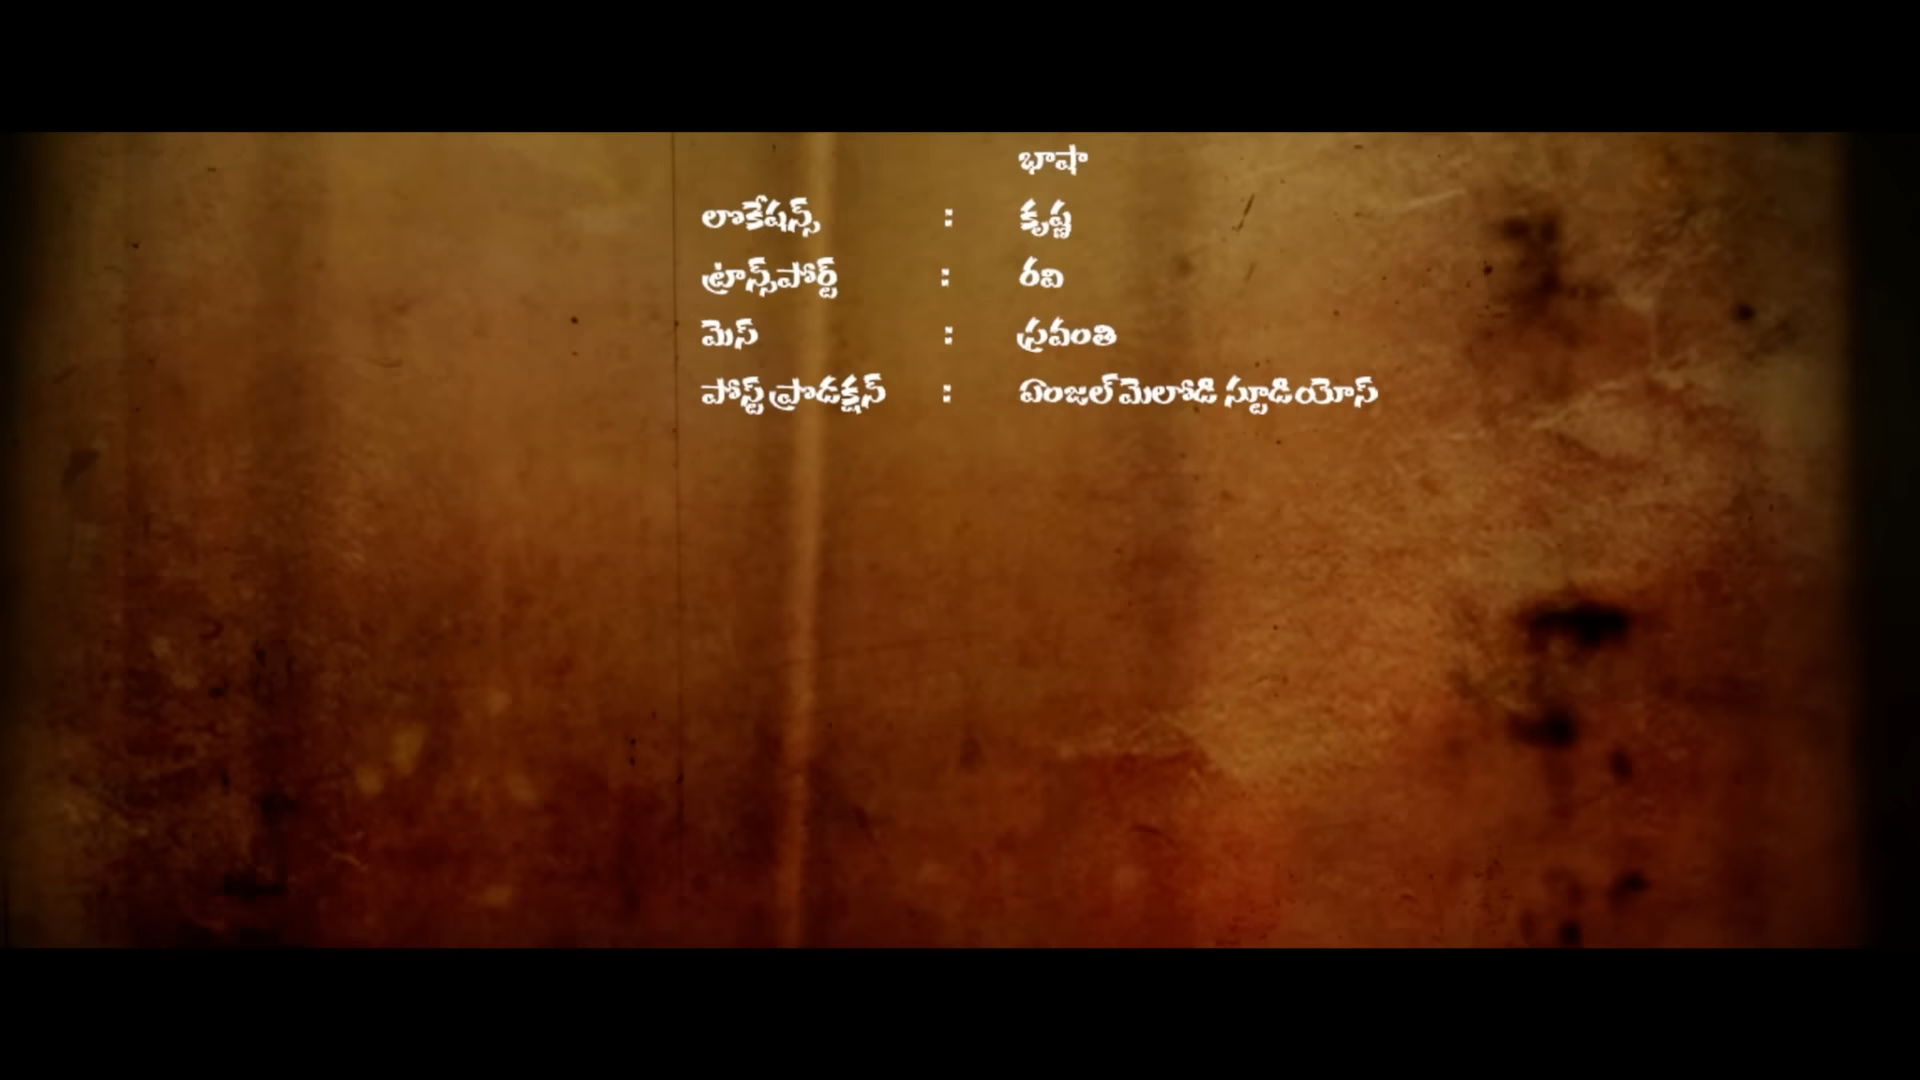 భాషా
లొకేషన్స్ : కృష్ణ
ట్రాన్స్‌పోర్ట్ : రవి
మెస్ : స్రవంతి
పోస్ట్ ప్రొడక్షన్ : ఏంజల్ మెలోడి స్టూడియోస్